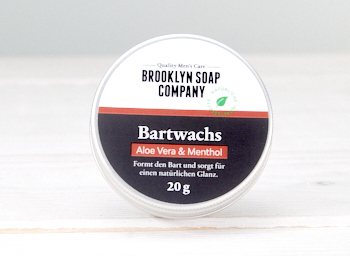 Quality Men's Care
BROOKLYN SOAP
COMPANY
Bartwachs
Aloe Vera & Menthol
Formt den Bart und sorgt für
einen natürlichen Glanz.
20 g